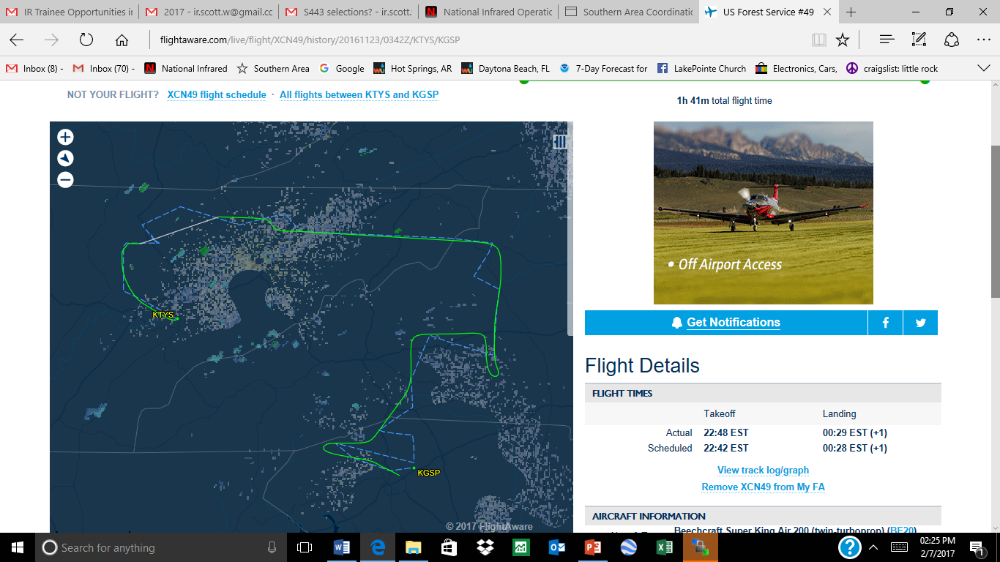 IR Trainee Opportunities i
2017 - ir.scott.w@gmail.cc
S443 selections? - ir.scott.
National Infrared Operatic
Southern Area Coordinatic
US Forest Service #49
flightaware.com/live/flight/XCN49/history/20161123/0342Z/KTYS/KGSP
Inbox (8) -
Inbox (70) -
National Infrared
Southern Area
Google
Hot Springs, AR
Daytona Beach, FL
7-Day Forecast for
LakePointe Church
Electronics, Cars,
craigslist: little rock
NOT YOUR FLIGHT? XCN49 flight schedule · All flights between KTYS and KGSP
1h 41m total flight time
KTYS
KGSP
© 2017 FlightAware
• Off Airport Access
Get Notifications
Flight Details
FLIGHT TIMES
Takeoff Landing
Actual 22:48 EST 00:29 EST (+1)
Scheduled 22:42 EST 00:28 EST (+1)
View track log/graph
Remove XCN49 from My FA
AIRCRAFT INFORMATION
Beechcraft Super King Air 200 (twin-turboprop) (BE20)
Search for anything
02:25 PM
2/7/2017
1